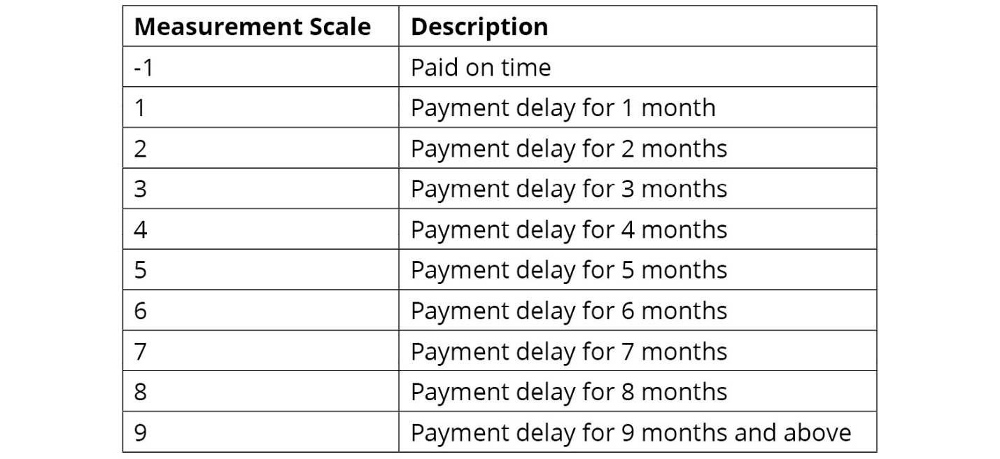 Measurement Scale Description
-1 Paid on time
1 Payment delay for 1 month
2 Payment delay for 2 months
3 Payment delay for 3 months
4 Payment delay for 4 months
5 Payment delay for 5 months
6 Payment delay for 6 months
7 Payment delay for 7 months
8 Payment delay for 8 months
9 Payment delay for 9 months and above